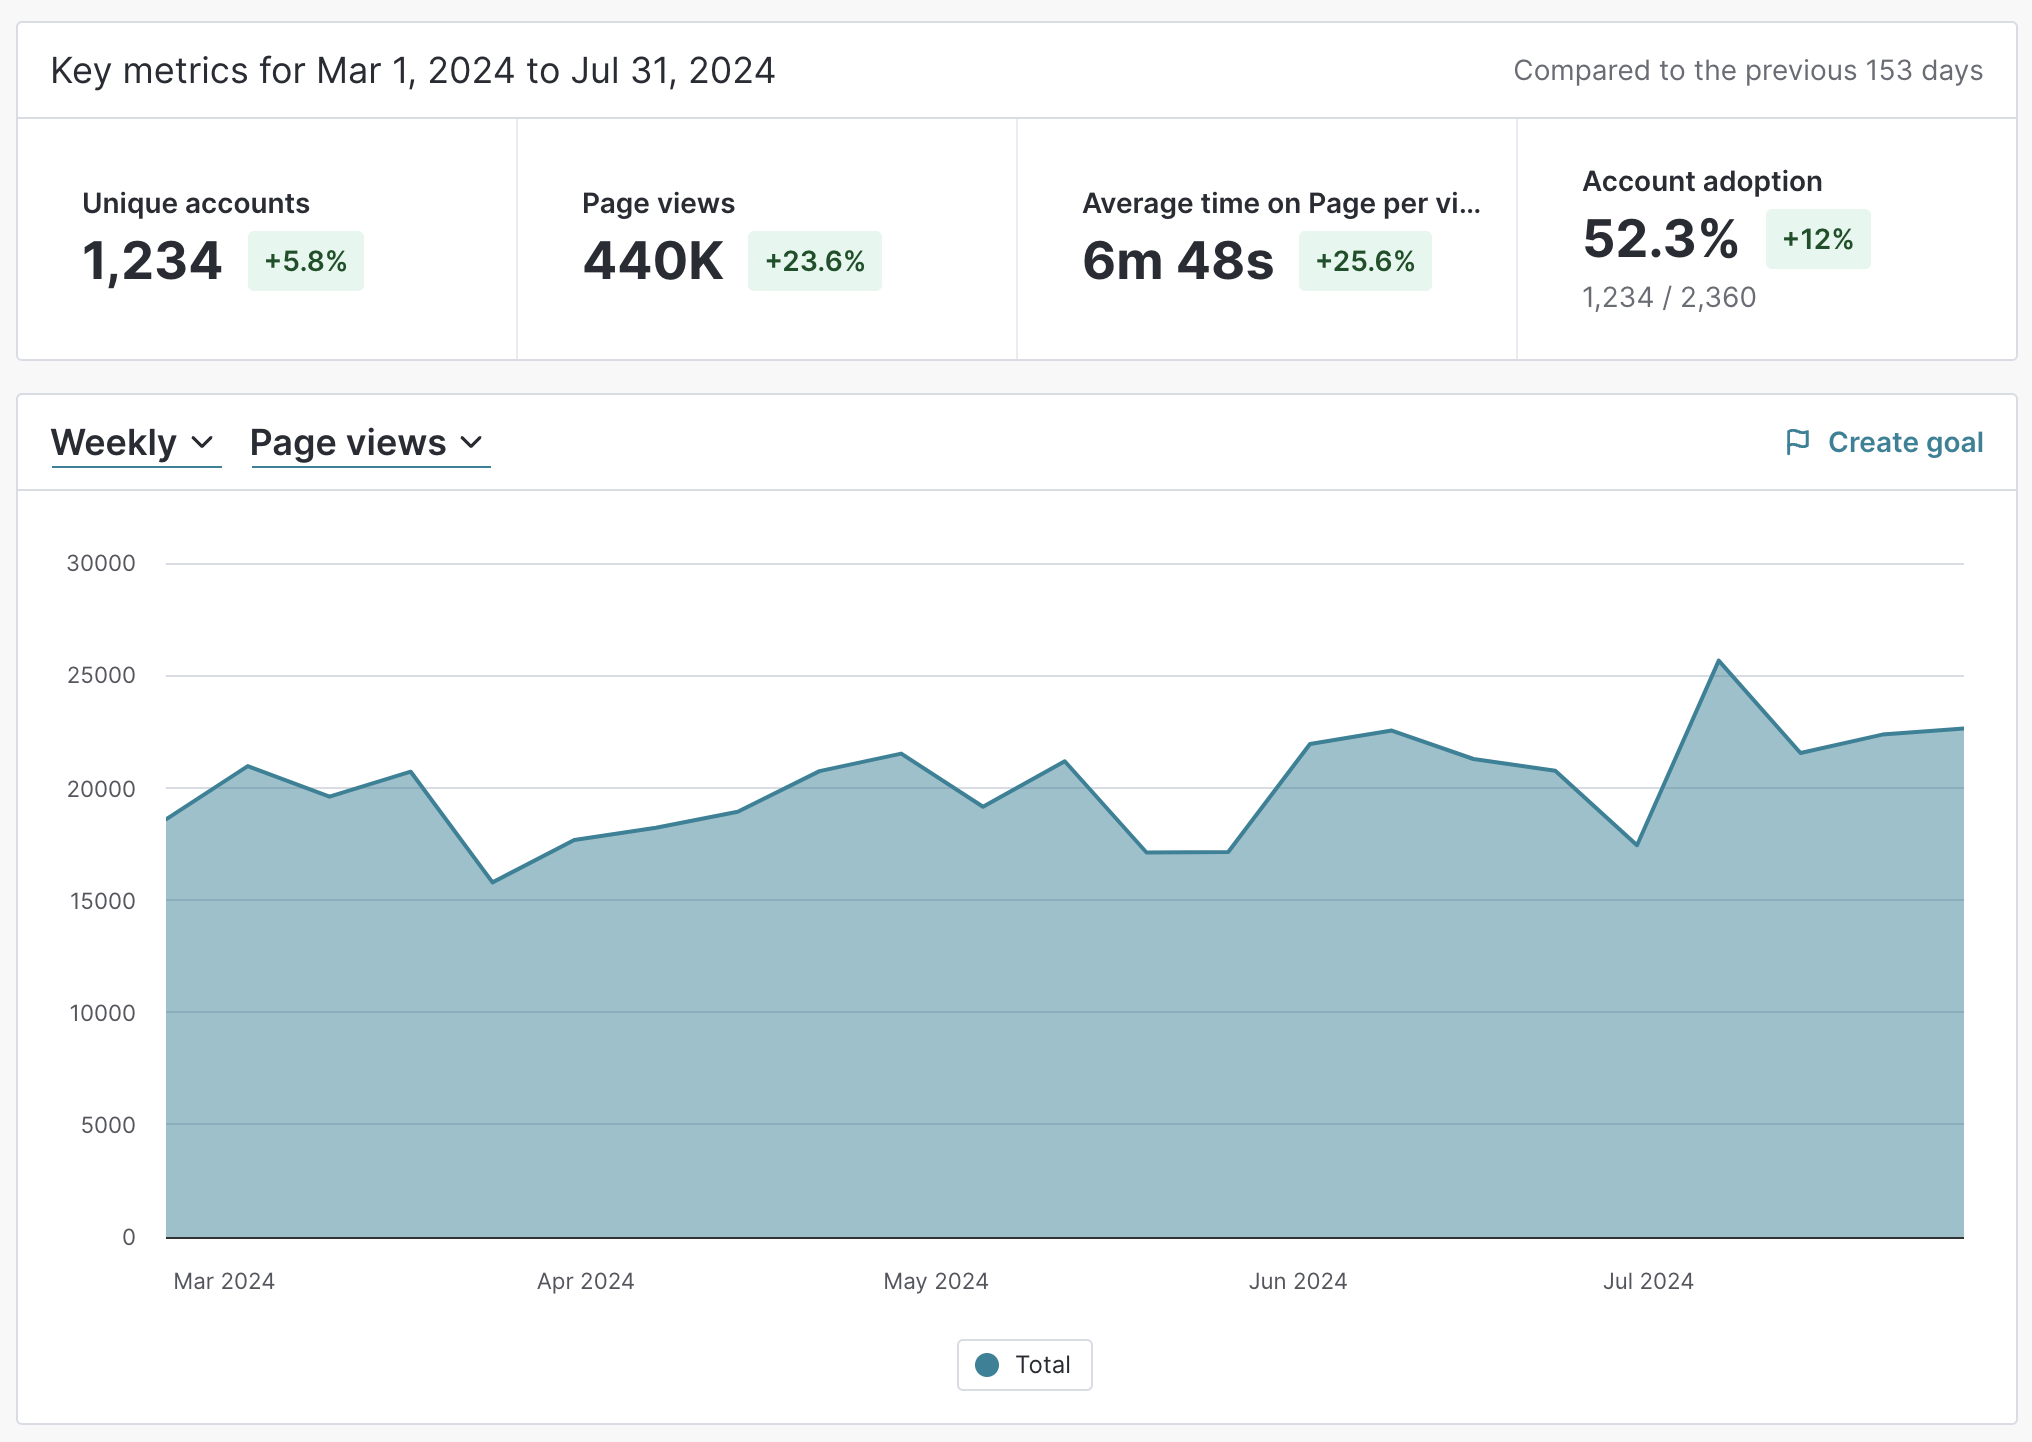 Key metrics for Mar 1, 2024 to Jul 31, 2024
Compared to the previous 153 days
Unique accounts
1,234 +5.8%
Page views
440K +23.6%
Average time on Page per vi...
6m 48s +25.6%
Account adoption
52.3% +12%
1,234 / 2,360
Weekly Page views
Create goal
30000
25000
20000
15000
10000
5000
0
Mar 2024 Apr 2024 May 2024 Jun 2024 Jul 2024
Total